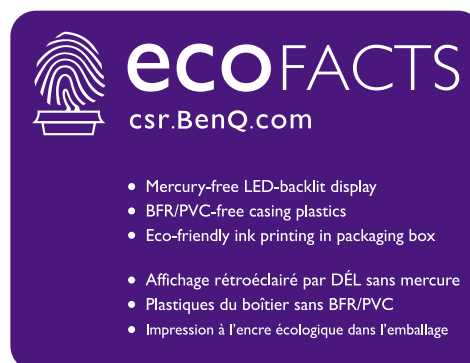 ecoFACTS
csr.BenQ.com
• Mercury-free LED-backlit display
• BFR/PVC-free casing plastics
• Eco-friendly ink printing in packaging box
• Affichage rétroéclairé par DÉL sans mercure
• Plastiques du boîtier sans BFR/PVC
• Impression à l'encre écologique dans l'emballage